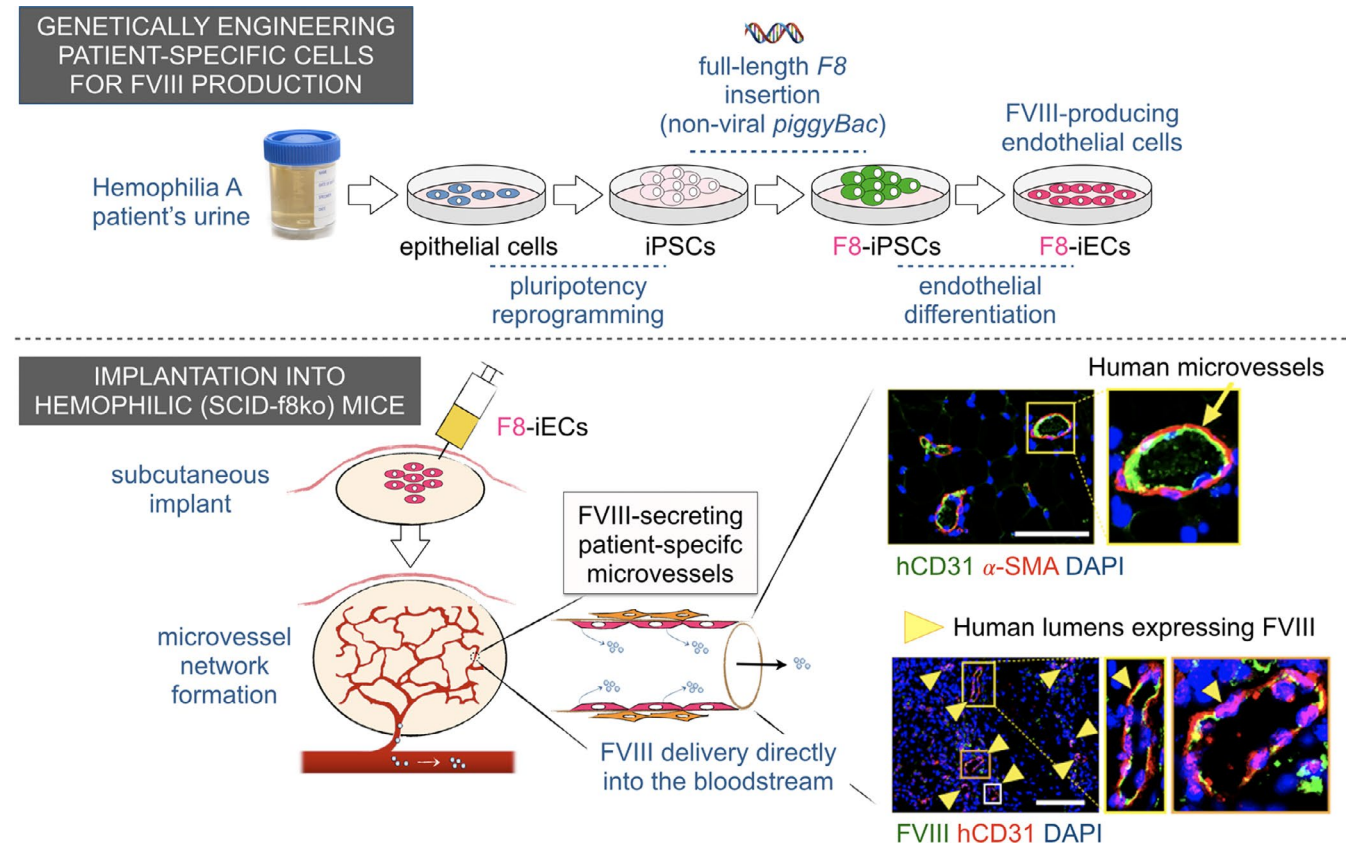 GENETICALLY ENGINEERING
PATIENT-SPECIFIC CELLS
FOR FVIII PRODUCTION
full-length F8
insertion
(non-viral piggyBac)
FVIII-producing
endothelial cells
Hemophilia A
patient's urine
epithelial cells
iPSCs
F8-iPSCs
F8-iECs
pluripotency
reprogramming
endothelial
differentiation
IMPLANTATION INTO
HEMOPHILIC (SCID-f8ko) MICE
F8-iECs
subcutaneous
implant
FVIII-secreting
patient-specifc
microvessels
microvessel
network
formation
FVIII delivery directly
into the bloodstream
Human microvessels
hCD31 α-SMA DAPI
Human lumens expressing FVIII
FVIII hCD31 DAPI